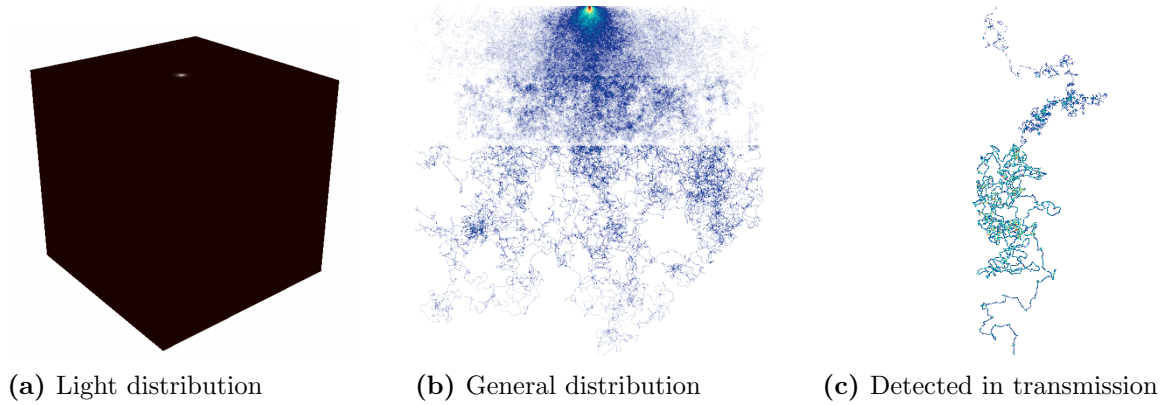 (a) Light distribution
(b) General distribution
(c) Detected in transmission